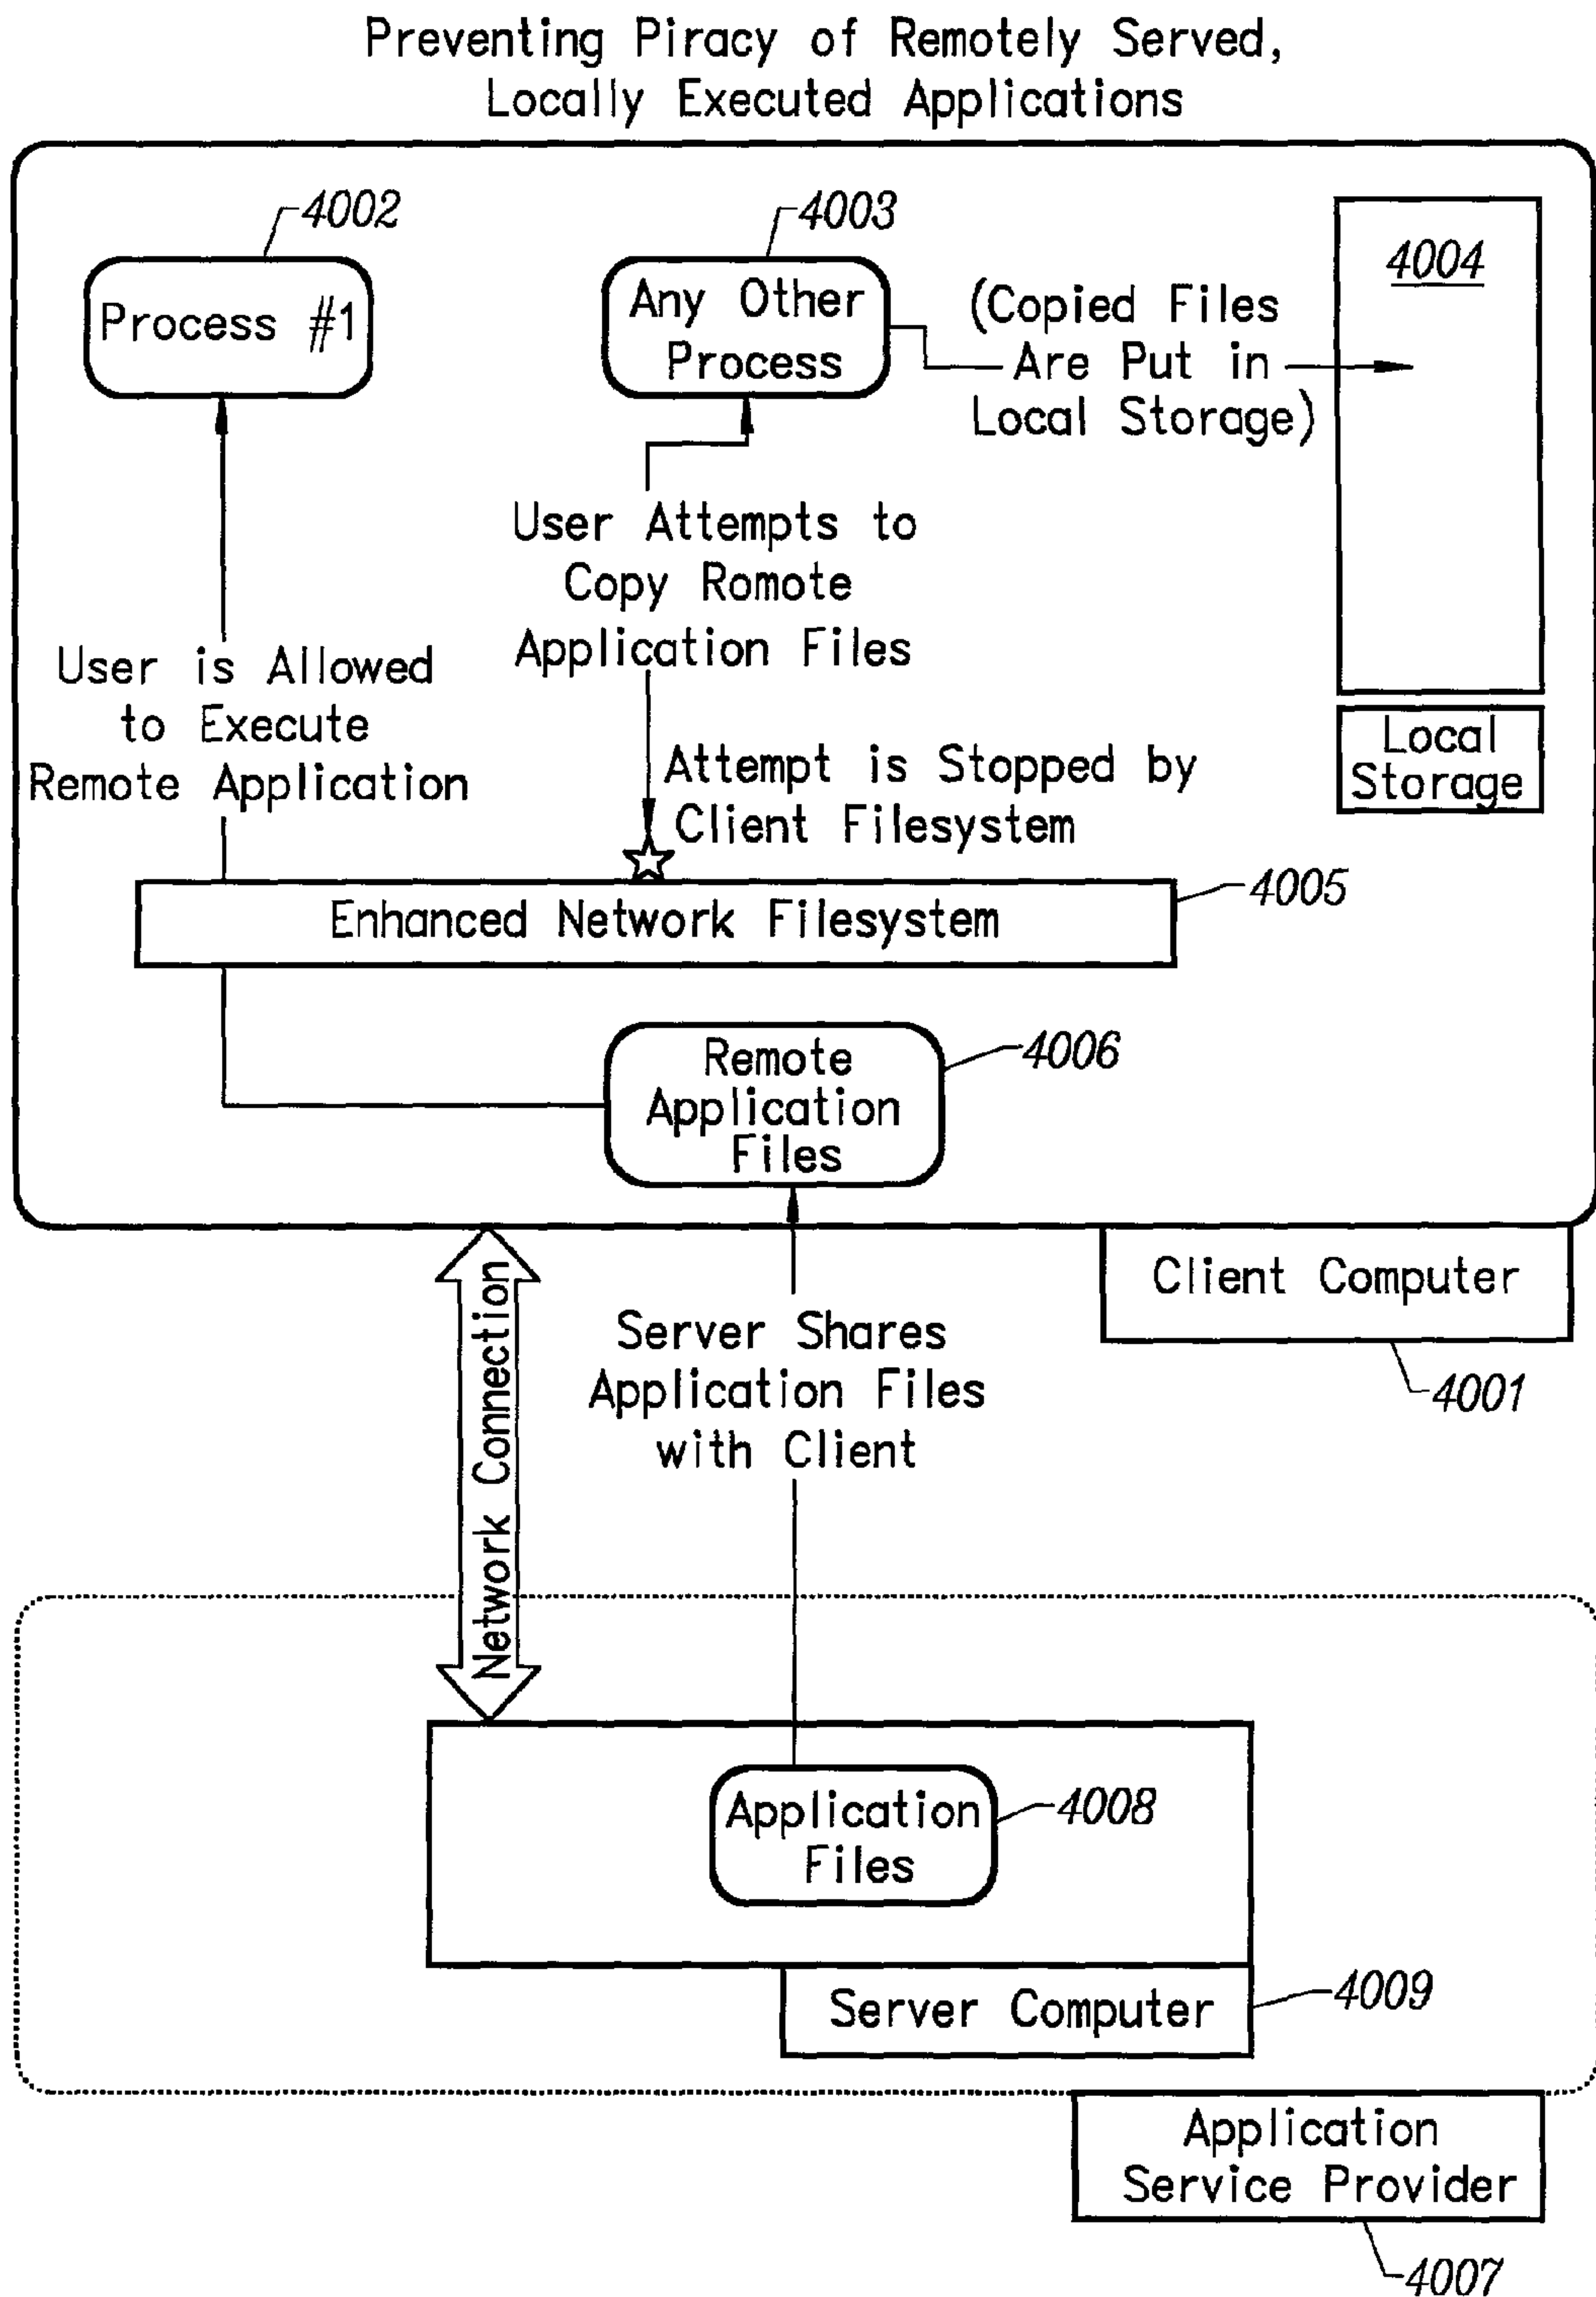 Preventing Piracy of Remotely Served,
Locally Executed Applications
4002
Process #1
4003
Any Other
Process
(Copied Files
Are Put in
Local Storage)
4004
Local
Storage
User Attempts to
Copy Romote
Application Files
User is Allowed
to Execute
Remote Application
Attempt is Stopped by
Client Filesystem
4005
Enhanced Network Filesystem
4006
Remote
Application
Files
Client Computer
4001
Network Connection
Server Shares
Application Files
with Client
Application
Files
4008
Server Computer
4009
Application
Service Provider
4007